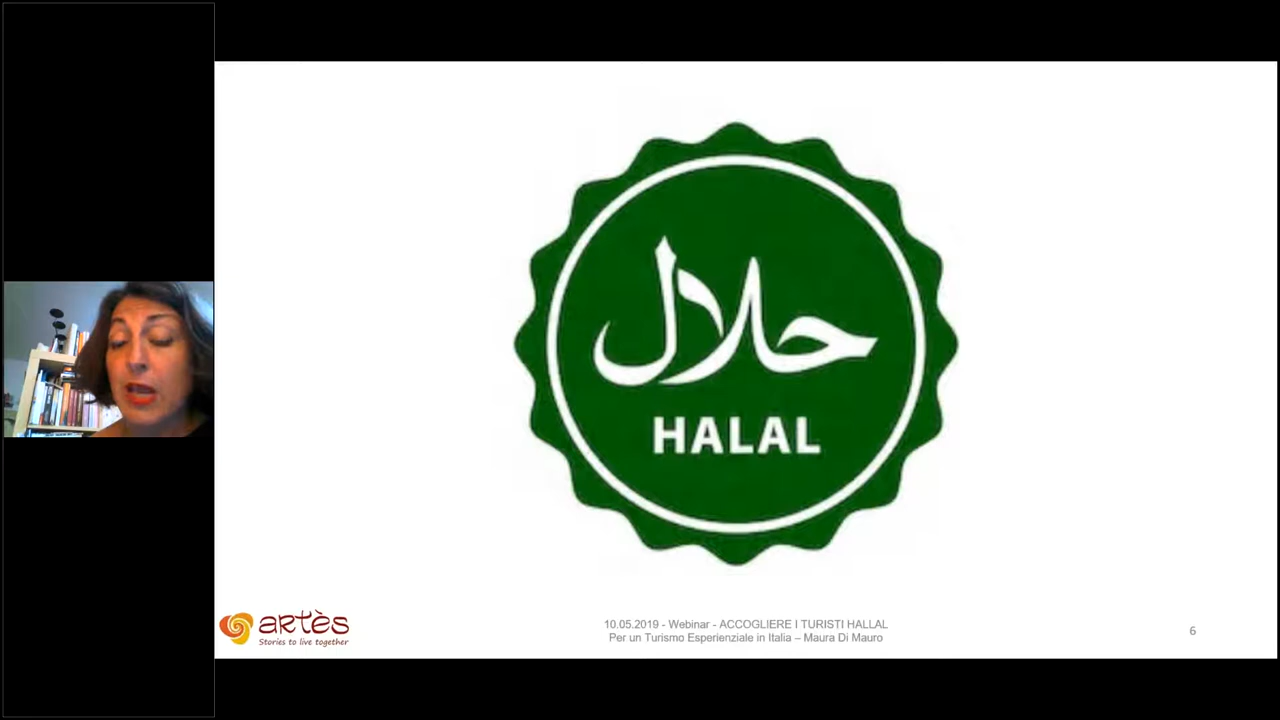 حلال
HALAL
artès
Stories to live together
10.05.2019 - Webinar - ACCOGLIERE I TURISTI HALLAL
Per un Turismo Esperienziale in Italia – Maura Di Mauro
6